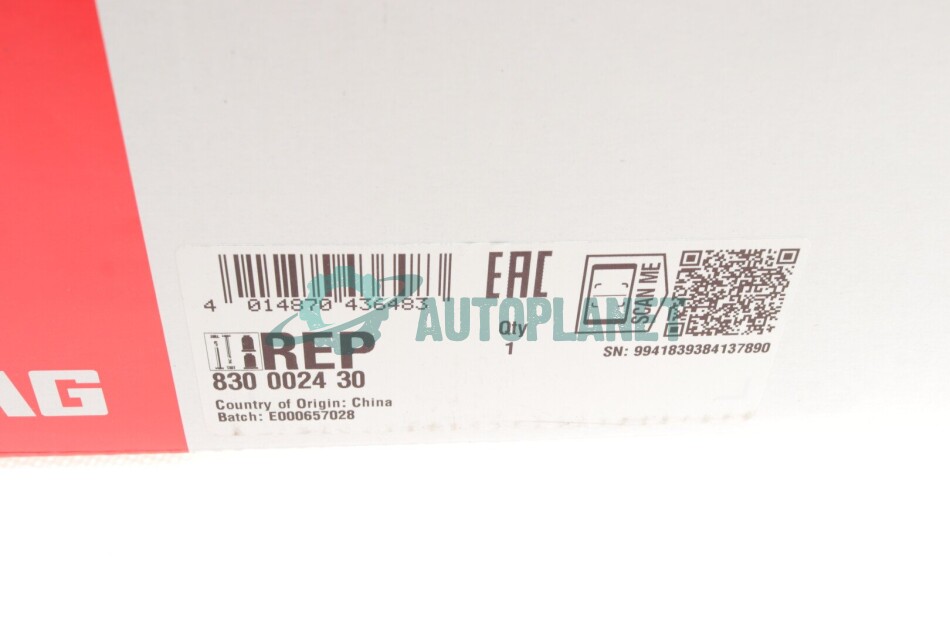 EAC
SCAN ME
4 014870 436483
AUTOPLANET
Qty
1
SN: 9941839384137890
REP
830 0024 30
Country of Origin: China
Batch: E000657028
AG